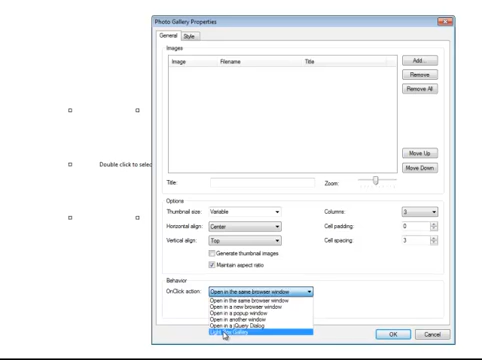 Photo Gallery Properties
General Style
Images
Image Filename Title
Add...
Remove
Remove All
Double click to selec
Move Up
Move Down
Title: Zoom:
Options
Thumbnail size: Variable Columns: 3
Horizontal align: Center Cell padding: 0
Vertical align: Top Cell spacing: 3
Generate thumbnail images
Maintain aspect ratio
Behavior
OnClick action: Open in the same browser window
Open in the same browser window
Open in a new browser window
Open in a popup window
Open in another window
Open in a jQuery Dialog
Light Box Gallery
OK Cancel